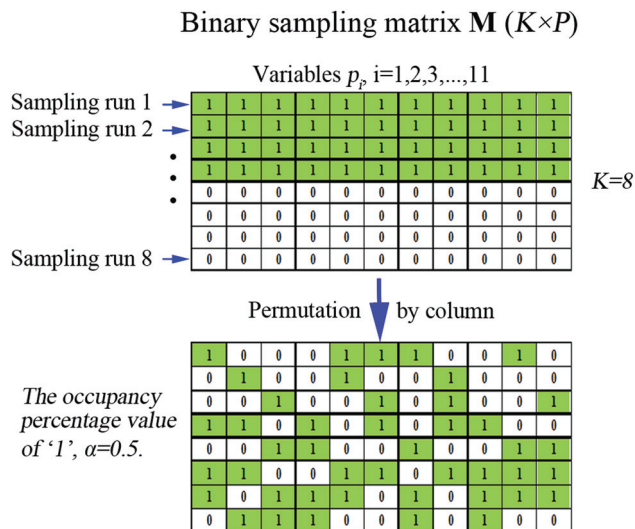 Binary sampling matrix M (K×P)
Variables p_i, i=1,2,3,...,11
Sampling run 1
1 1 1 1 1 1 1 1 1 1 1
Sampling run 2
1 1 1 1 1 1 1 1 1 1 1
1 1 1 1 1 1 1 1 1 1 1
1 1 1 1 1 1 1 1 1 1 1
K=8
0 0 0 0 0 0 0 0 0 0 0
0 0 0 0 0 0 0 0 0 0 0
0 0 0 0 0 0 0 0 0 0 0
Sampling run 8
0 0 0 0 0 0 0 0 0 0 0
Permutation by column
1 0 0 0 1 1 1 0 0 1 0
0 1 0 0 1 0 0 1 0 0 0
0 0 1 0 0 1 0 1 0 0 1
1 1 0 1 0 1 0 1 1 0 0
0 0 1 1 0 0 1 0 0 1 1
1 1 0 0 1 1 0 1 1 1 1
1 0 1 1 1 0 1 0 1 1 1
0 1 1 1 0 0 1 0 1 0 0
The occupancy
percentage value
of ‘1’, α=0.5.